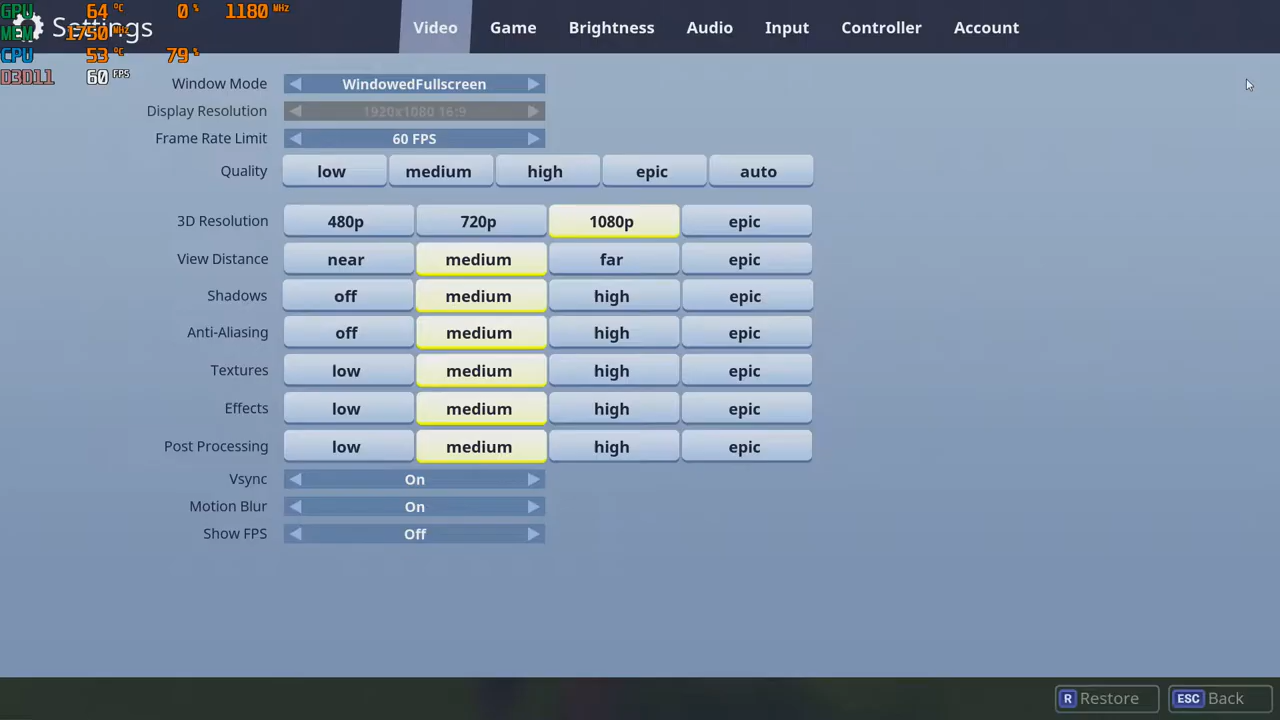 GPU 64 °C 0 % 1180 MHz
MEM 1750 MHz
CPU 53 °C 79 %
D3D11 60 FPS
Settings
Video Game Brightness Audio Input Controller Account
Window Mode WindowedFullscreen
Display Resolution 1920x1080 16:9
Frame Rate Limit 60 FPS
Quality low medium high epic auto
3D Resolution 480p 720p 1080p epic
View Distance near medium far epic
Shadows off medium high epic
Anti-Aliasing off medium high epic
Textures low medium high epic
Effects low medium high epic
Post Processing low medium high epic
Vsync On
Motion Blur On
Show FPS Off
R Restore ESC Back